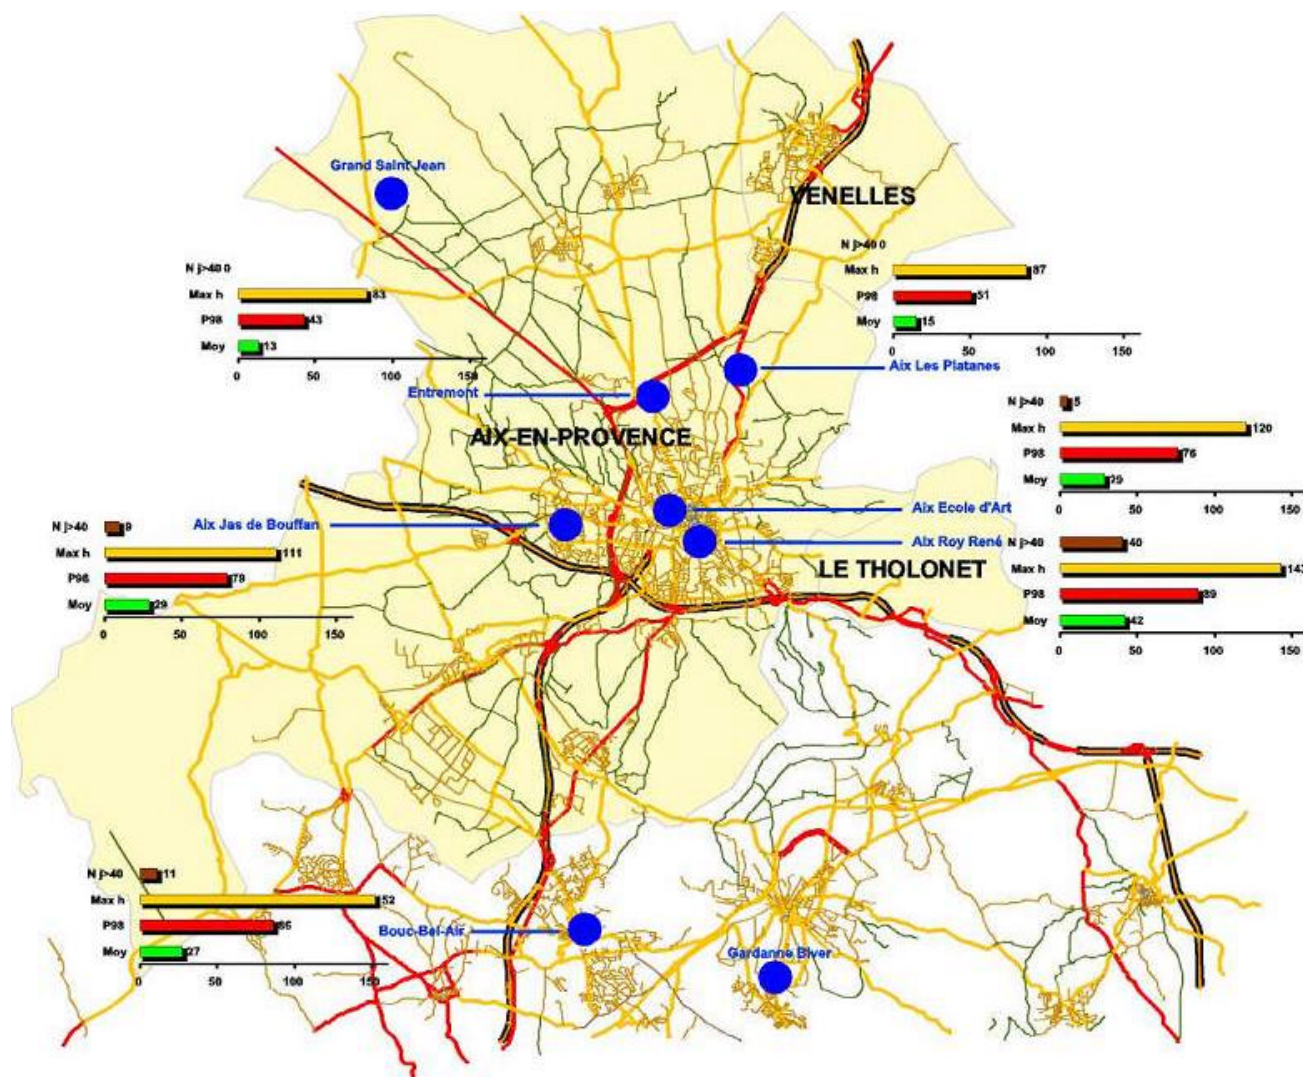 Grand Saint Jean
VENELLES
N j>40 0
Max h 83
P98 43
Moy 13
0 50 100 150
N j>40 0
Max h 87
P98 51
Moy 15
0 50 100 150
Aix Les Platanes
Entremont
AIX-EN-PROVENCE
N j>40 5
Max h 120
P98 76
Moy 29
0 50 100 150
Aix Ecole d'Art
Aix Jas de Bouffan
N j>40 9
Max h 111
P98 78
Moy 29
0 50 100 150
Aix Roy René
LE THOLONET
N j>40 40
Max h 143
P98 89
Moy 42
0 50 100 150
N j>40 11
Max h 52
P98 86
Moy 27
0 50 100 150
Bouc-Bel-Air
Gardanne Biver